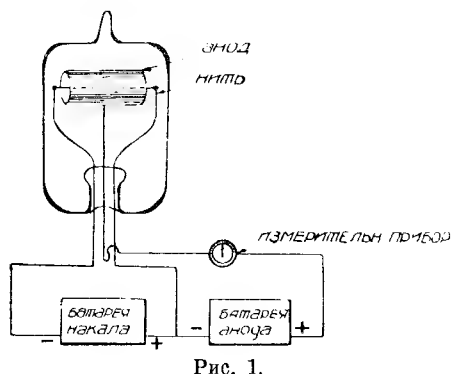 АНОД
НИТЬ
ИЗМЕРИТЕЛЬН ПРИБОР
БАТАРЕЯ
НАКАЛА
БАТАРЕЯ
АНОДА
- +
- +
Рис. 1.